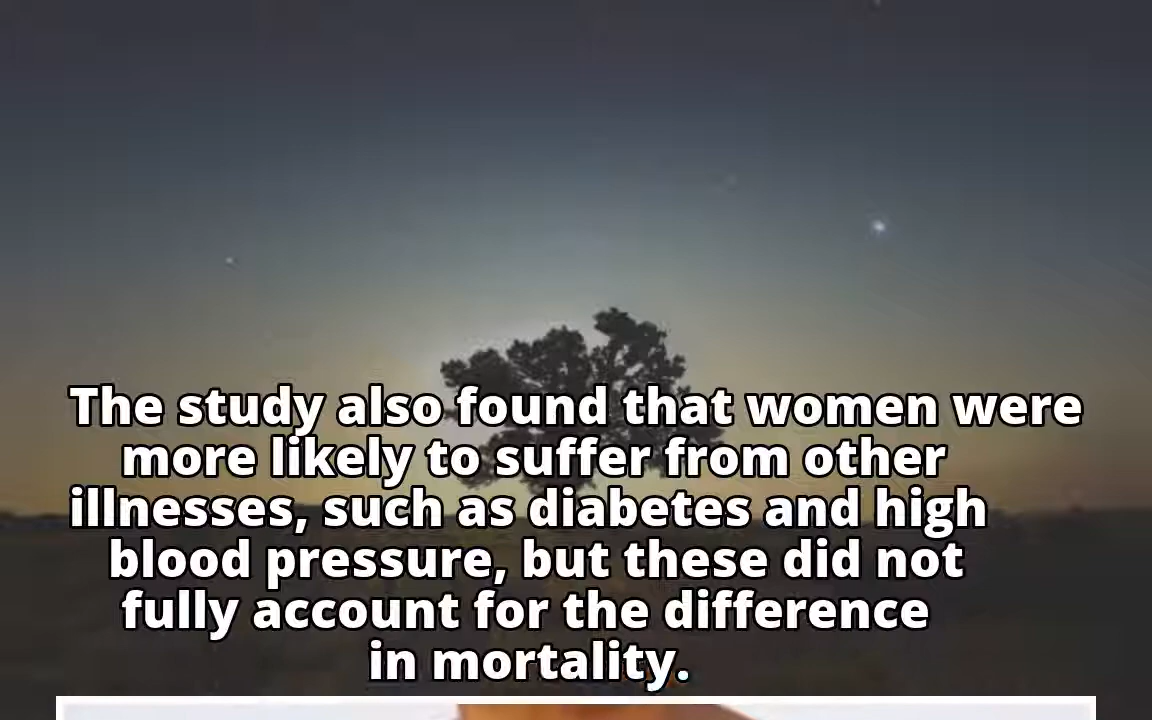 The study also found that women were
more likely to suffer from other
illnesses, such as diabetes and high
blood pressure, but these did not
fully account for the difference
in mortality.